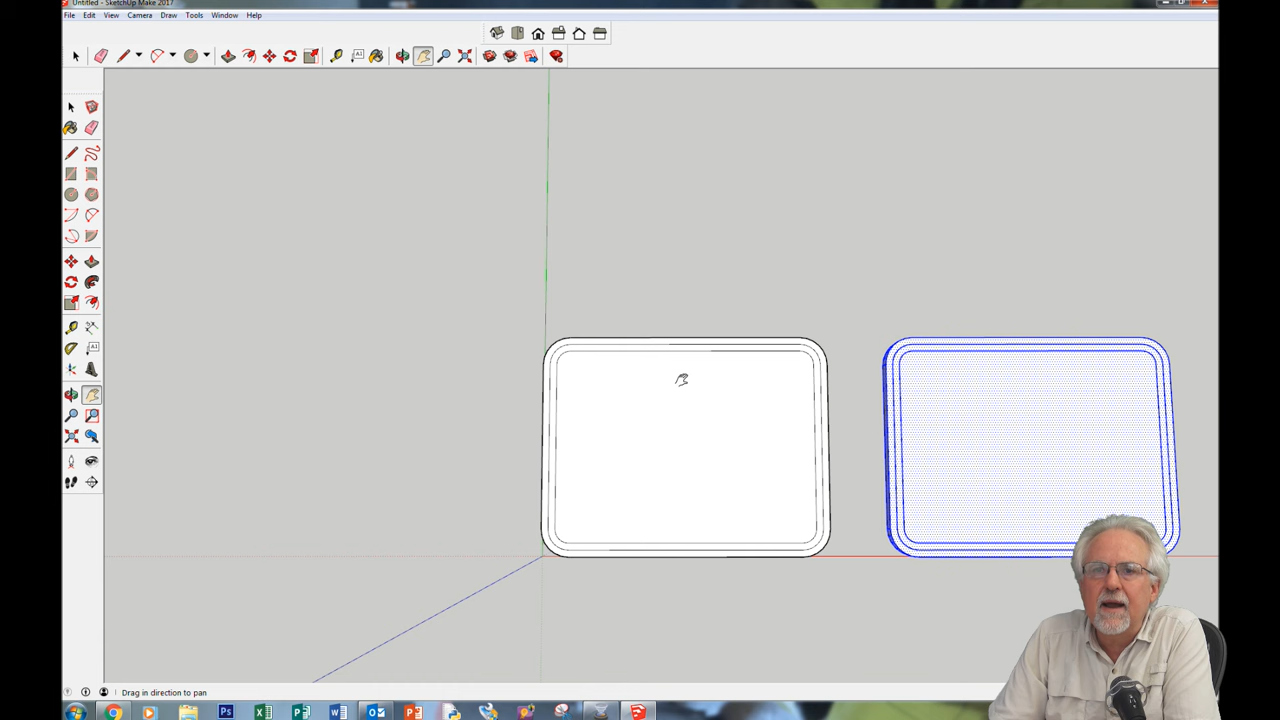 Untitled - SketchUp Make 2017
File Edit View Camera Draw Tools Window Help
Drag in direction to pan